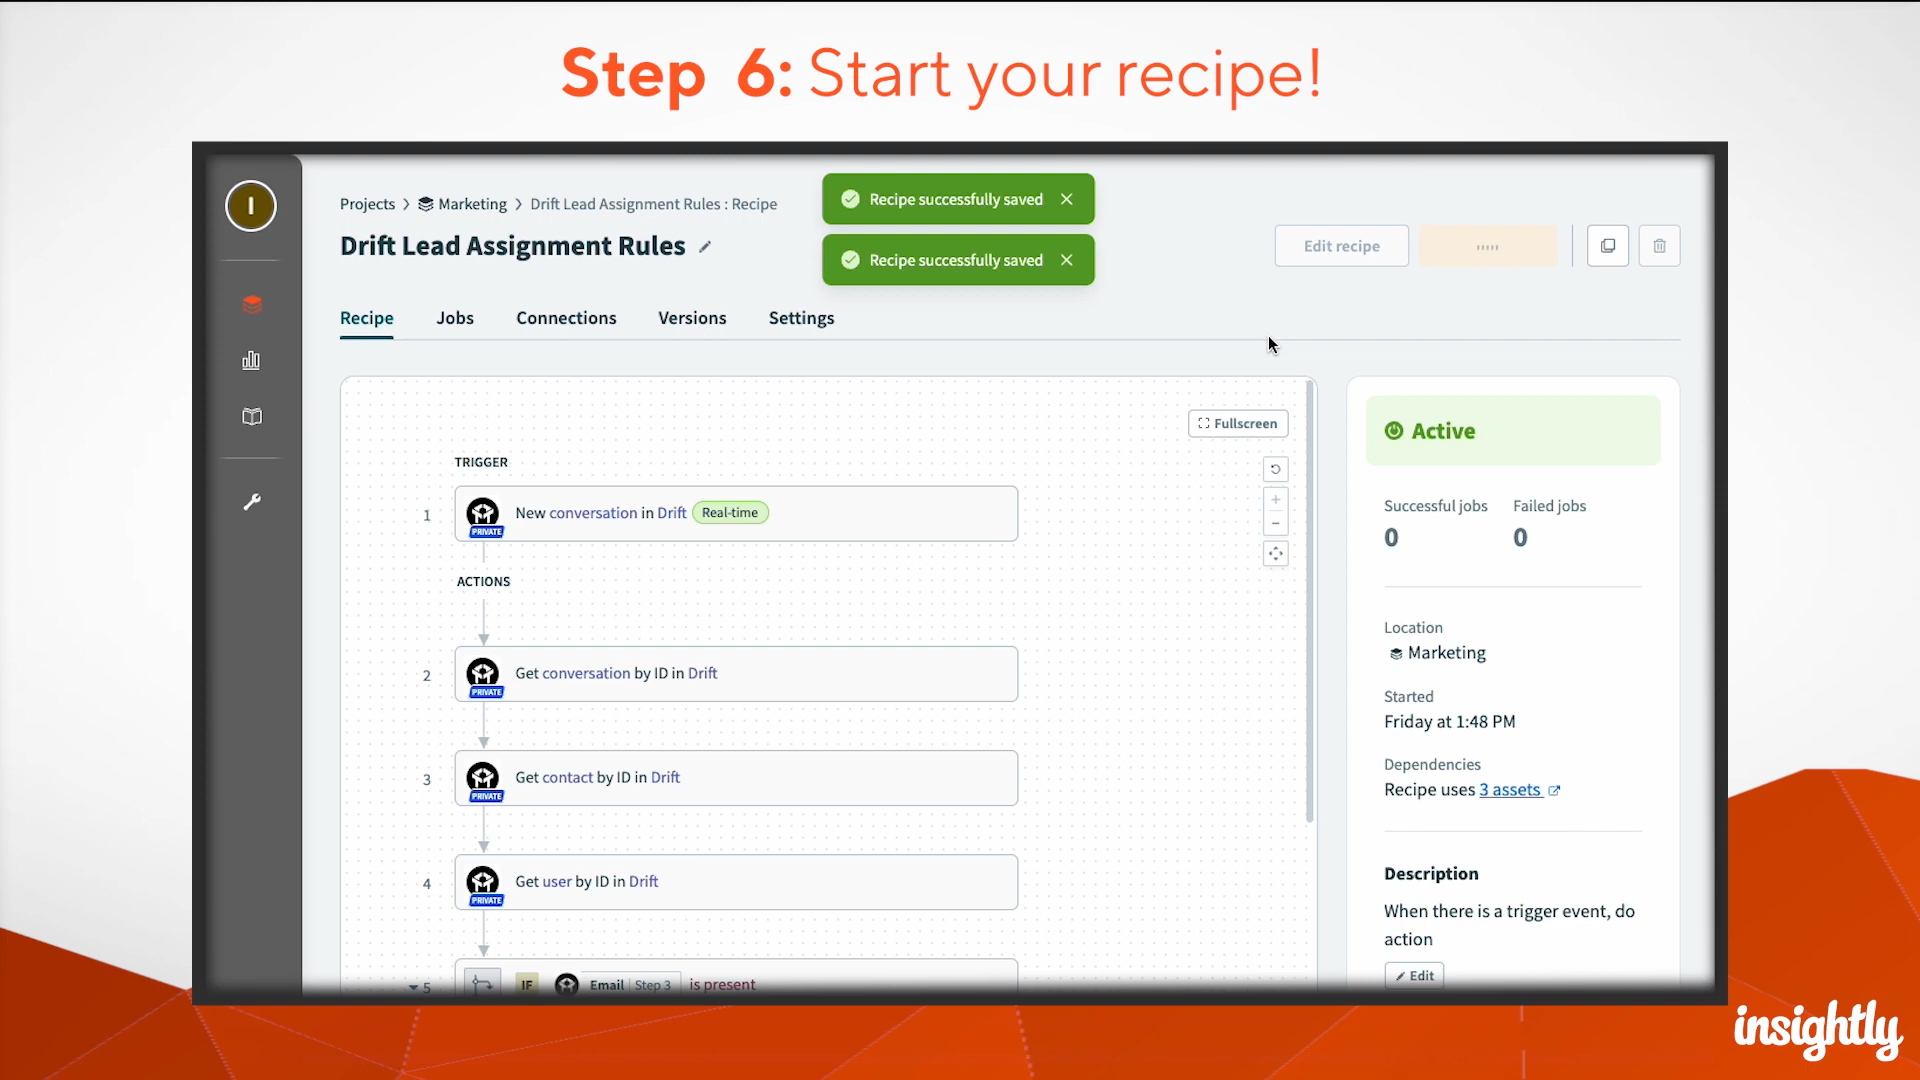 Step 6: Start your recipe!
I
Projects > Marketing > Drift Lead Assignment Rules : Recipe
Recipe successfully saved
Recipe successfully saved
Drift Lead Assignment Rules
Edit recipe
Recipe
Jobs
Connections
Versions
Settings
Fullscreen
TRIGGER
1
New conversation in Drift Real-time
PRIVATE
ACTIONS
2
Get conversation by ID in Drift
PRIVATE
3
Get contact by ID in Drift
PRIVATE
4
Get user by ID in Drift
PRIVATE
5
IF Email Step 3 is present
Active
Successful jobs Failed jobs
0 0
Location
Marketing
Started
Friday at 1:48 PM
Dependencies
Recipe uses 3 assets
Description
When there is a trigger event, do
action
Edit
insightly